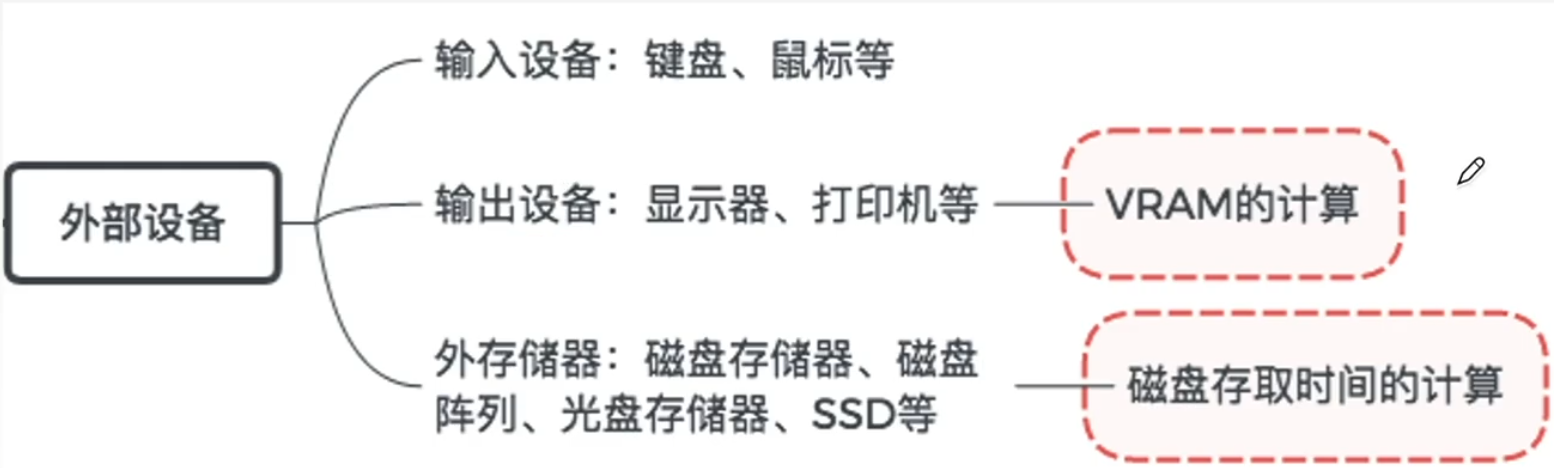 外部设备
输入设备：键盘、鼠标等
输出设备：显示器、打印机等
VRAM的计算
外存储器：磁盘存储器、磁盘
阵列、光盘存储器、SSD等
磁盘存取时间的计算